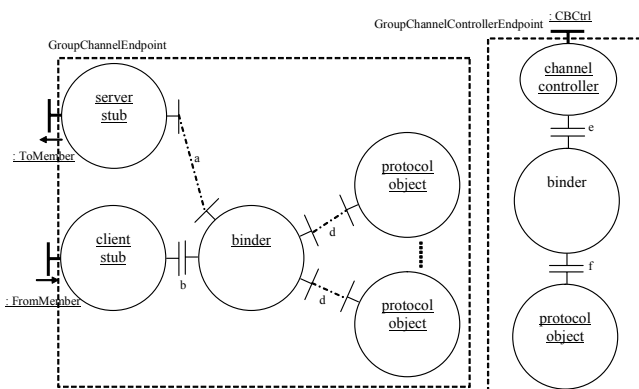 GroupChannelEndpoint
server
stub
: ToMember
a
client
stub
: FromMember
b
binder
d
d
protocol
object
protocol
object
GroupChannelControllerEndpoint
: CBCtrl
channel
controller
e
binder
f
protocol
object